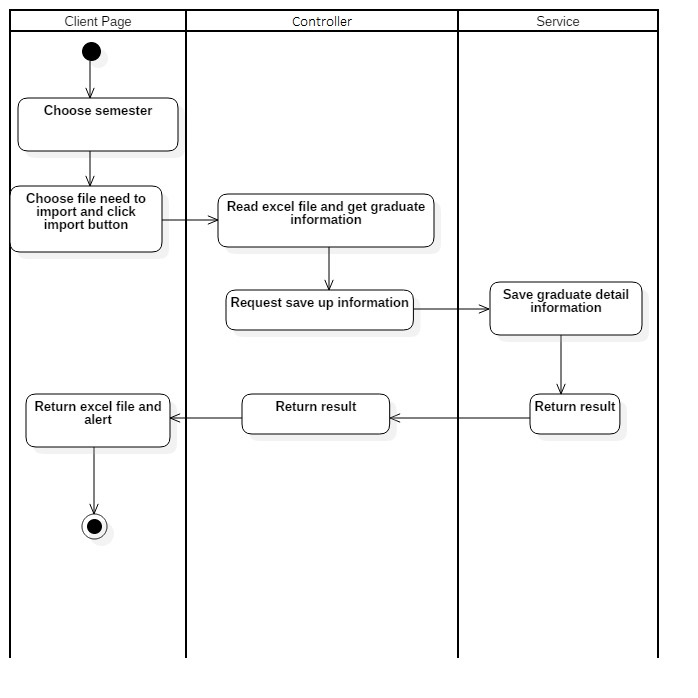 Client Page
Controller
Service
Choose semester
Choose file need to
import and click
import button
Read excel file and get graduate
information
Request save up information
Save graduate detail
information
Return excel file and
alert
Return result
Return result